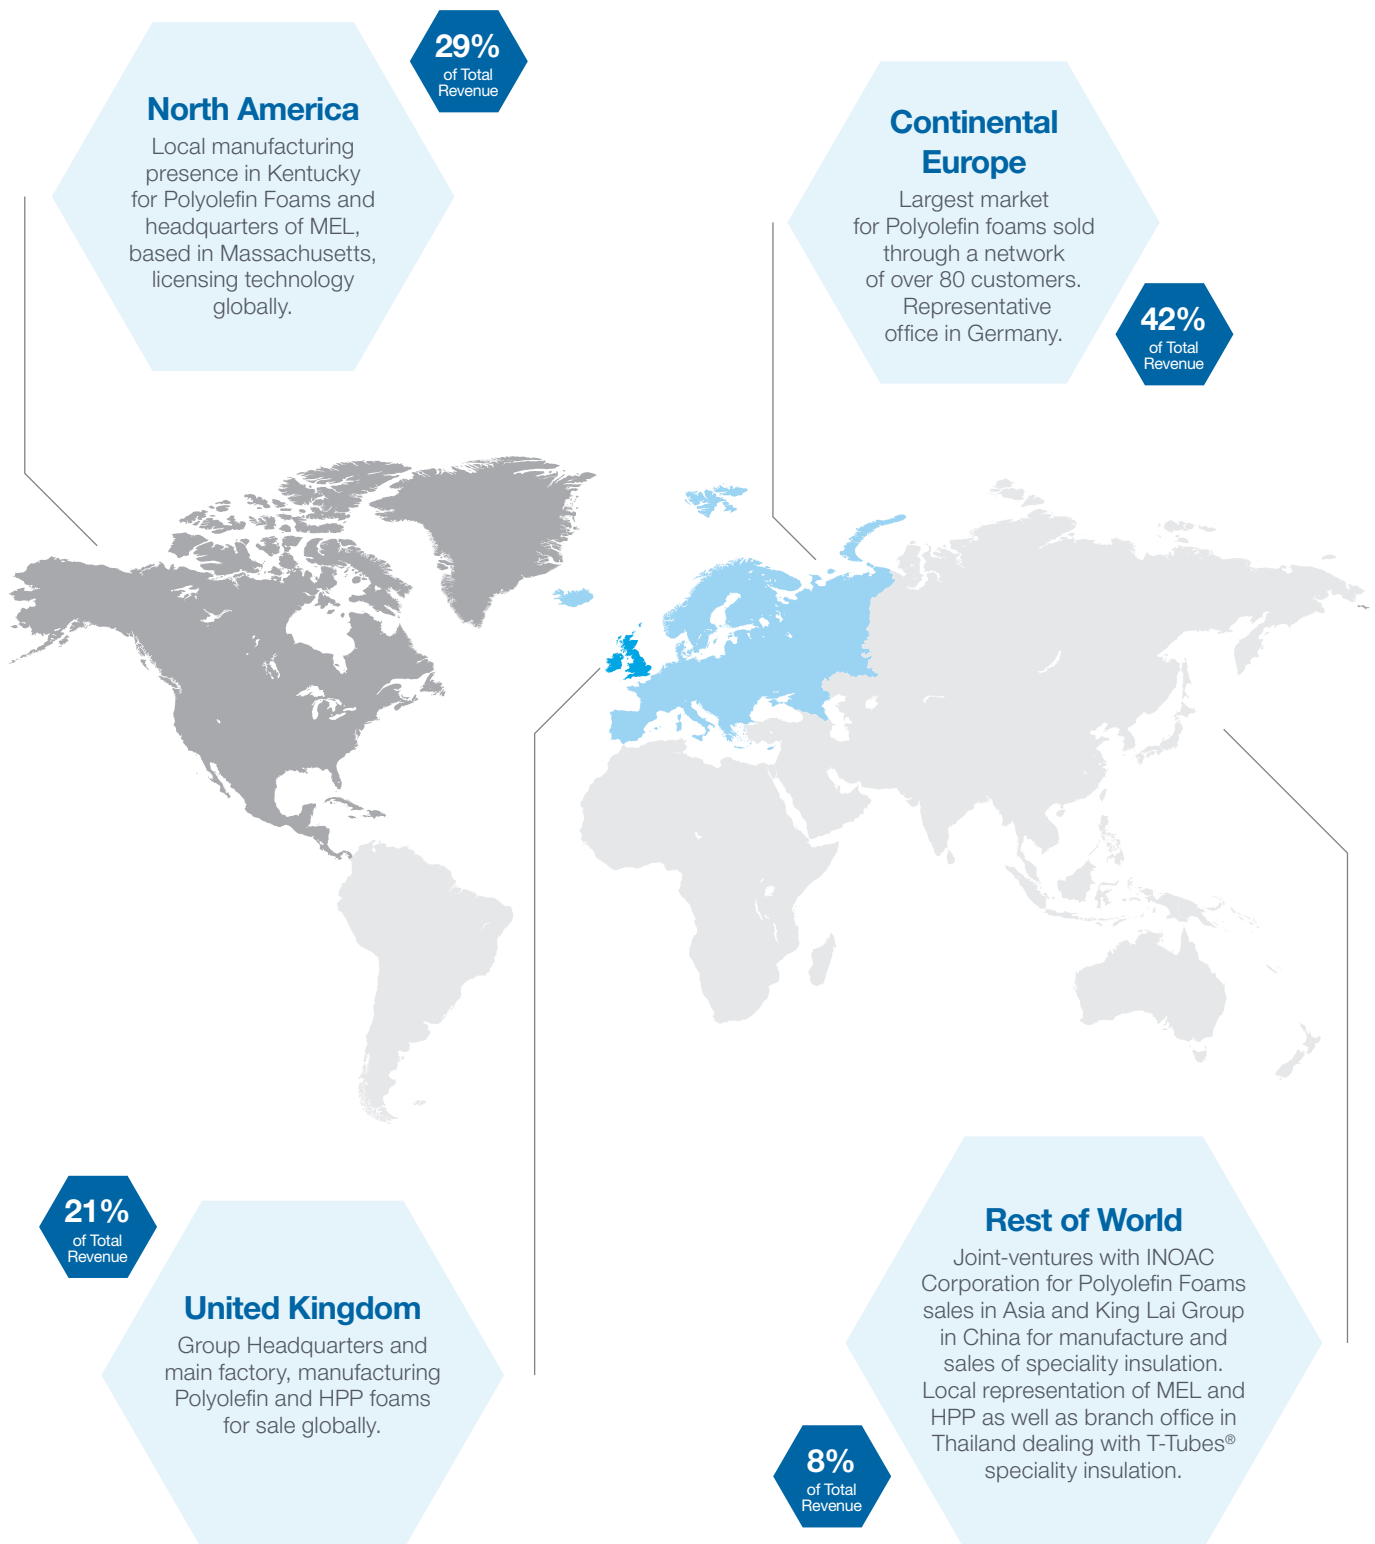 29%
of Total
Revenue
North America
Local manufacturing
presence in Kentucky
for Polyolefin Foams and
headquarters of MEL,
based in Massachusetts,
licensing technology
globally.
Continental
Europe
Largest market
for Polyolefin foams sold
through a network
of over 80 customers.
Representative
office in Germany.
42%
of Total
Revenue
21%
of Total
Revenue
United Kingdom
Group Headquarters and
main factory, manufacturing
Polyolefin and HPP foams
for sale globally.
Rest of World
Joint-ventures with INOAC
Corporation for Polyolefin Foams
sales in Asia and King Lai Group
in China for manufacture and
sales of speciality insulation.
Local representation of MEL and
HPP as well as branch office in
Thailand dealing with T-Tubes®
speciality insulation.
8%
of Total
Revenue